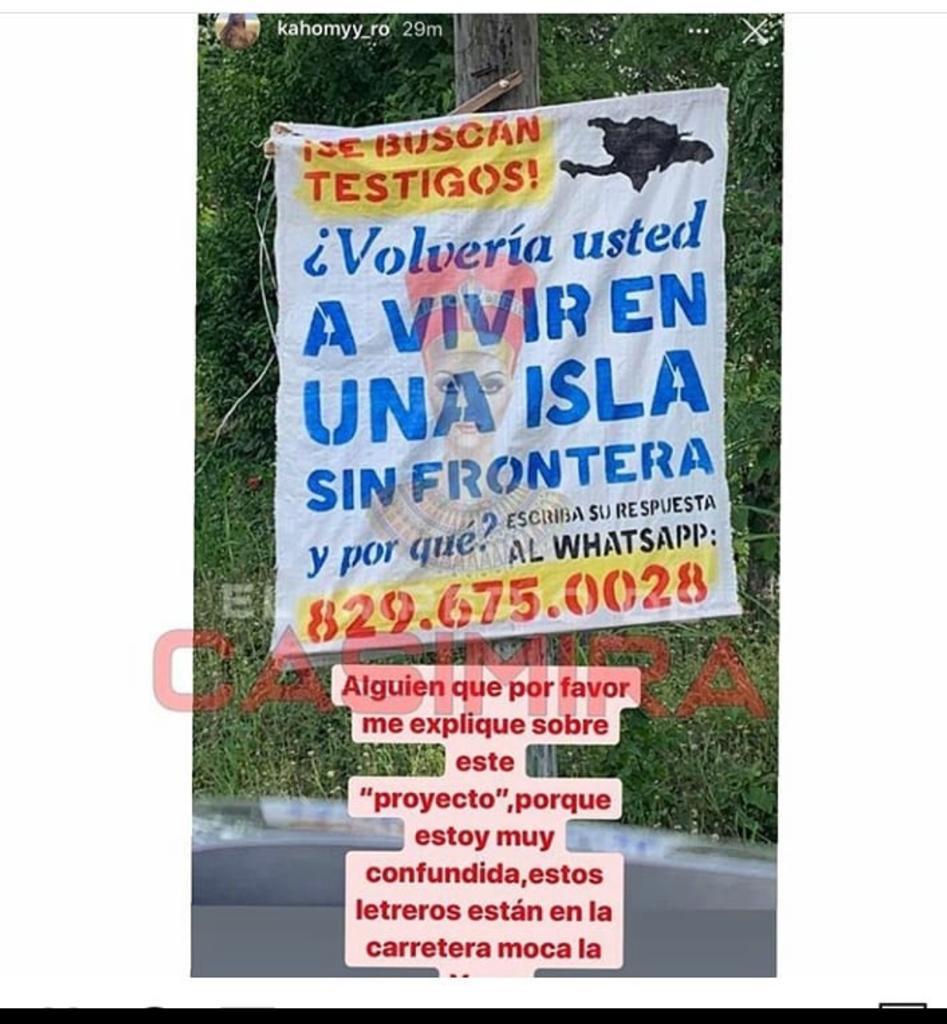 kahomyy_ro 29m
¡SE BUSCAN
TESTIGOS!
¿Volvería usted
A VIVIR EN
UNA ISLA
SIN FRONTERA
y por qué? ESCRIBA SU RESPUESTA
AL WHATSAPP:
829.675.0028
CASIMIRA
Alguien que por favor
me explique sobre
este
"proyecto",porque
estoy muy
confundida,estos
letreros están en la
carretera moca la